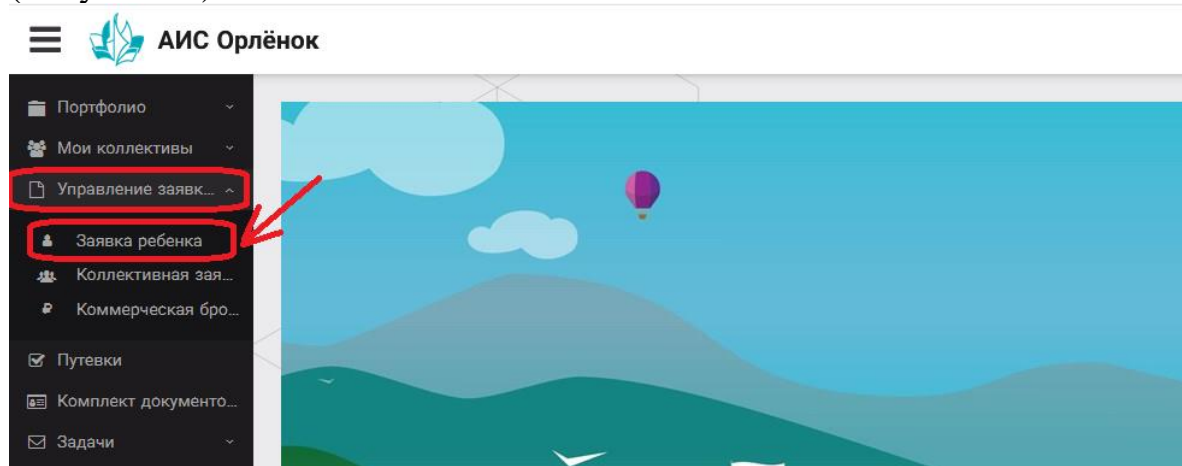 АИС Орлёнок
Портфолио
Мои коллективы
Управление заявк...
Заявка ребенка
Коллективная зая...
Коммерческая бро...
Путевки
Комплект документо...
Задачи